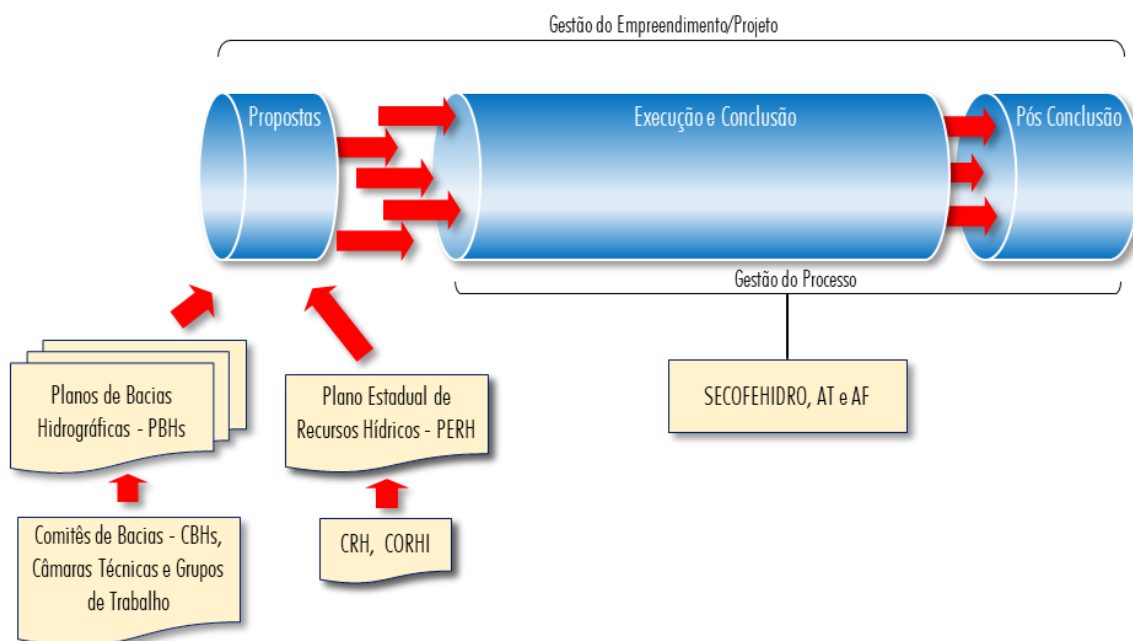 Gestão do Empreendimento/Projeto
Propostas
Execução e Conclusão
Pós Conclusão
Gestão do Processo
Planos de Bacias
Hidrográficas - PBHs
Plano Estadual de
Recursos Hídricos - PERH
SECOFEHIDRO, AT e AF
Comitês de Bacias - CBHs,
Câmaras Técnicas e Grupos
de Trabalho
CRH, CORHI